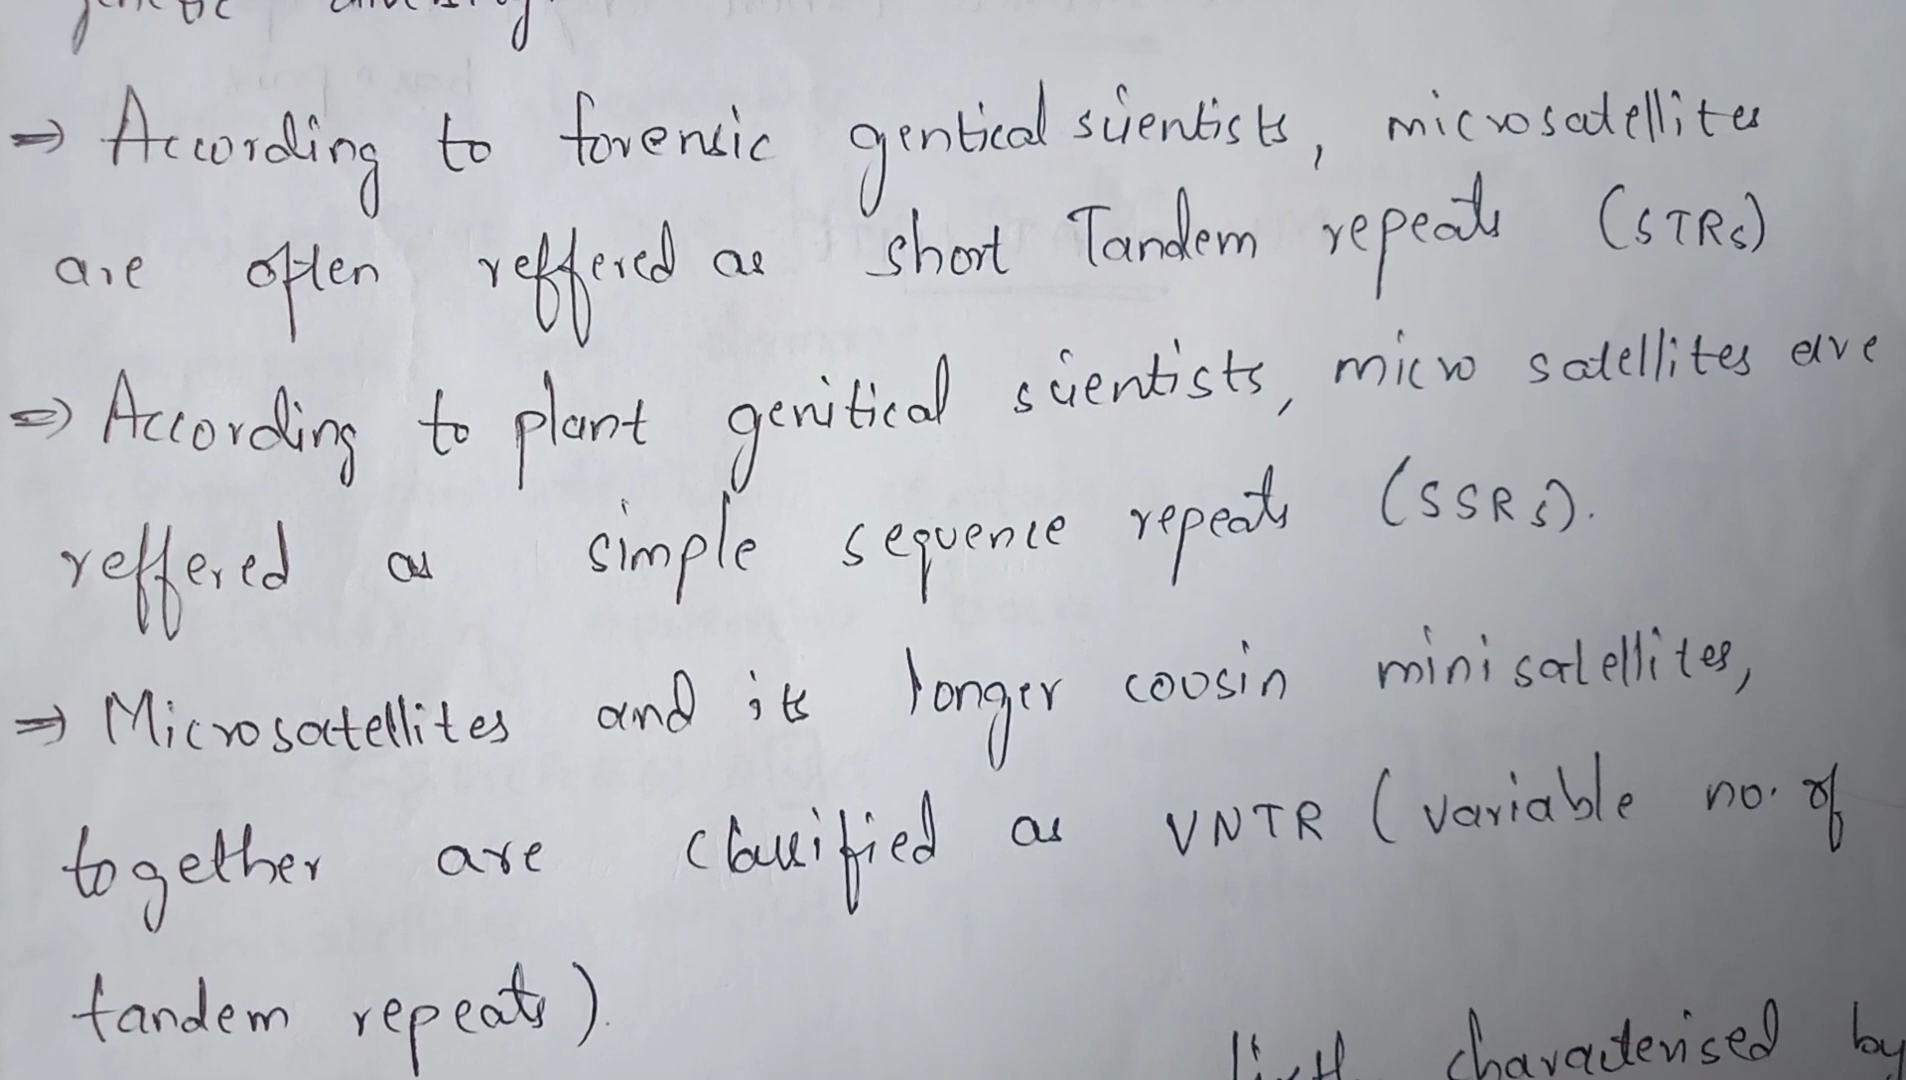 ⇒ According to forensic gentical scientists, microsatellites
are often reffered as short Tandem repeats (STRs)
⇒ According to plant genitical scientists, micro satellites are
reffered as simple sequence repeats (SSRs).
⇒ Microsatellites and its longer cousin mini satellites,
together are classified as VNTR (variable no. of
tandem repeats).
characterised by